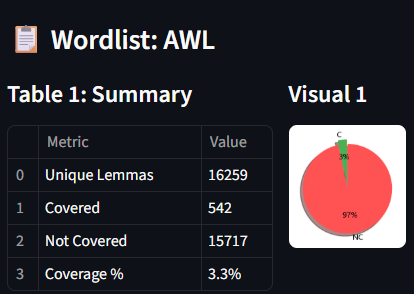 📋 Wordlist: AWL
Table 1: Summary
Visual 1
Metric Value
0 Unique Lemmas 16259
1 Covered 542
2 Not Covered 15717
3 Coverage % 3.3%
C
3%
97%
NC